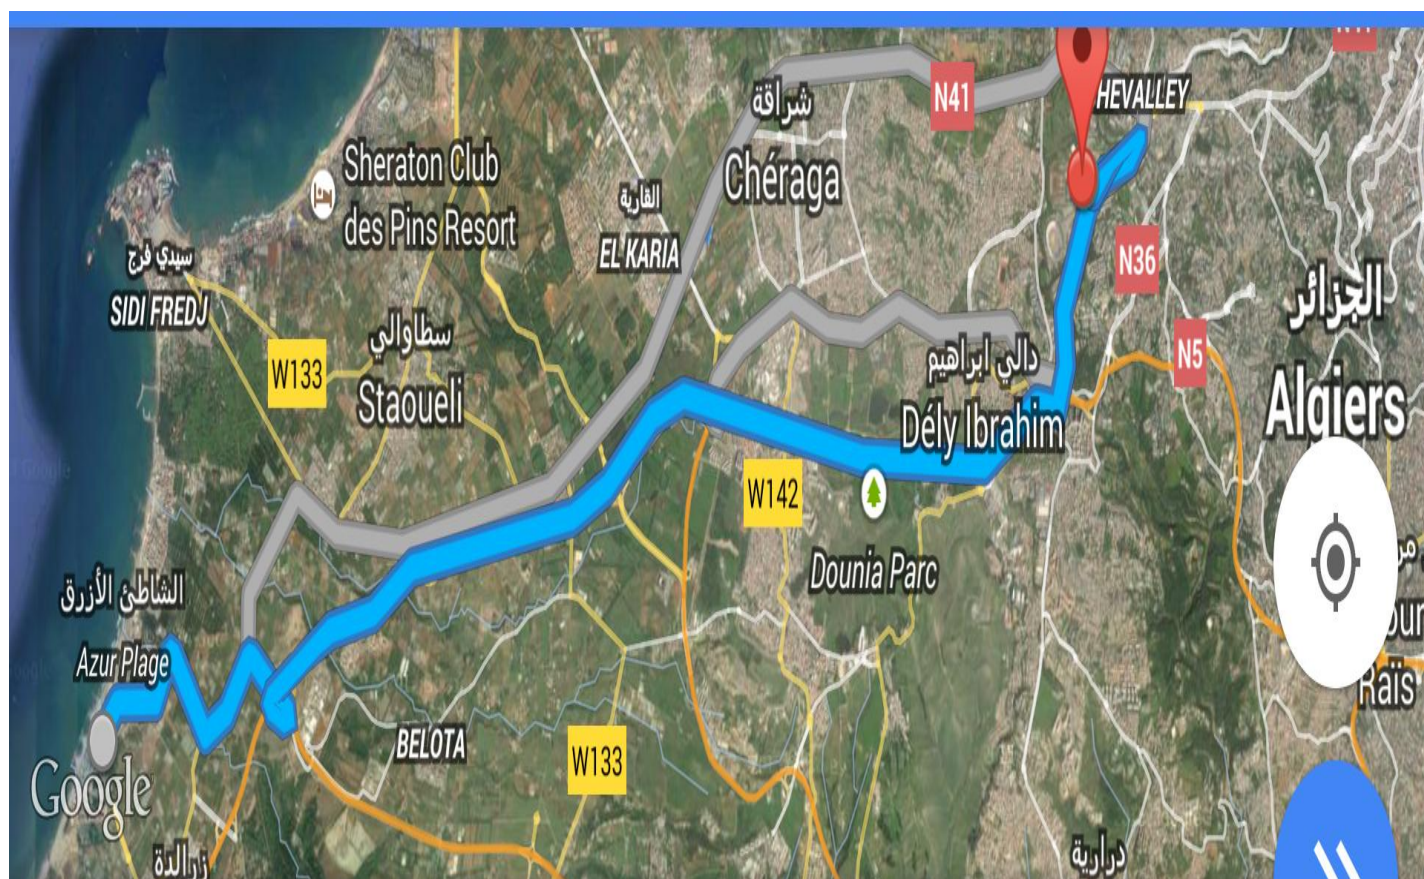 شراقة
Chéraga
N41
HEVALLEY
Sheraton Club
des Pins Resort
القارية
EL KARIA
سيدي فرج
SIDI FREDJ
N36
الجزائر
Algiers
W133
سطاوالي
Staoueli
دالي ابراهيم
Dély Ibrahim
N5
W142
Dounia Parc
الشاطئ الأزرق
Azur Plage
BELOTA
W133
Raïs
Google
زرالدة
درارية